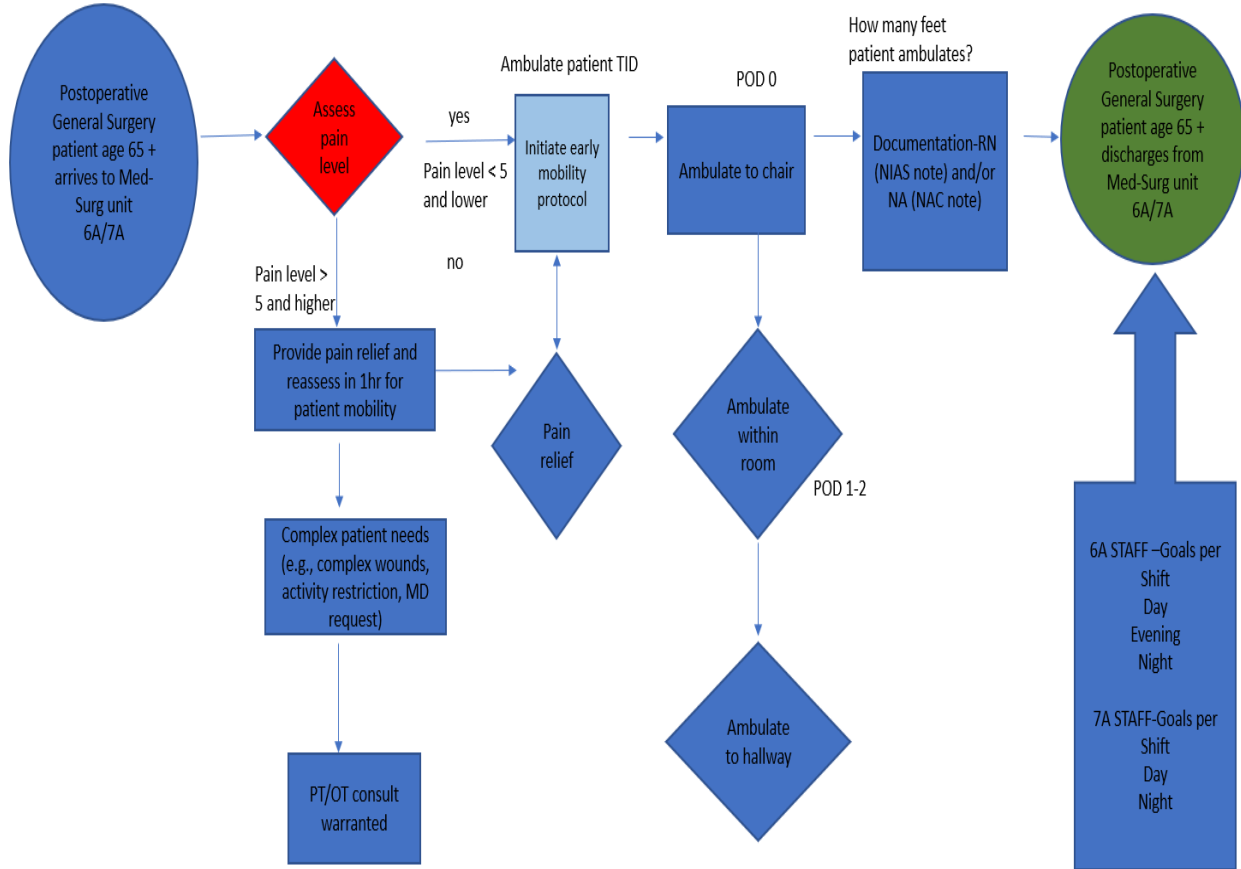 Postoperative
General Surgery
patient age 65 +
arrives to Med-
Surg unit
6A/7A
Assess
pain
level
yes
Pain level < 5
and lower
no
Pain level >
5 and higher
Provide pain relief and
reassess in 1hr for
patient mobility
Complex patient needs
(e.g., complex wounds,
activity restriction, MD
request)
PT/OT consult
warranted
Ambulate patient TID
Initiate early
mobility
protocol
Pain
relief
POD 0
Ambulate to chair
Ambulate
within
room
POD 1-2
Ambulate
to hallway
How many feet
patient ambulates?
Documentation-RN
(NIAS note) and/or
NA (NAC note)
Postoperative
General Surgery
patient age 65 +
discharges from
Med-Surg unit
6A/7A
6A STAFF –Goals per
Shift
Day
Evening
Night
7A STAFF-Goals per
Shift
Day
Night